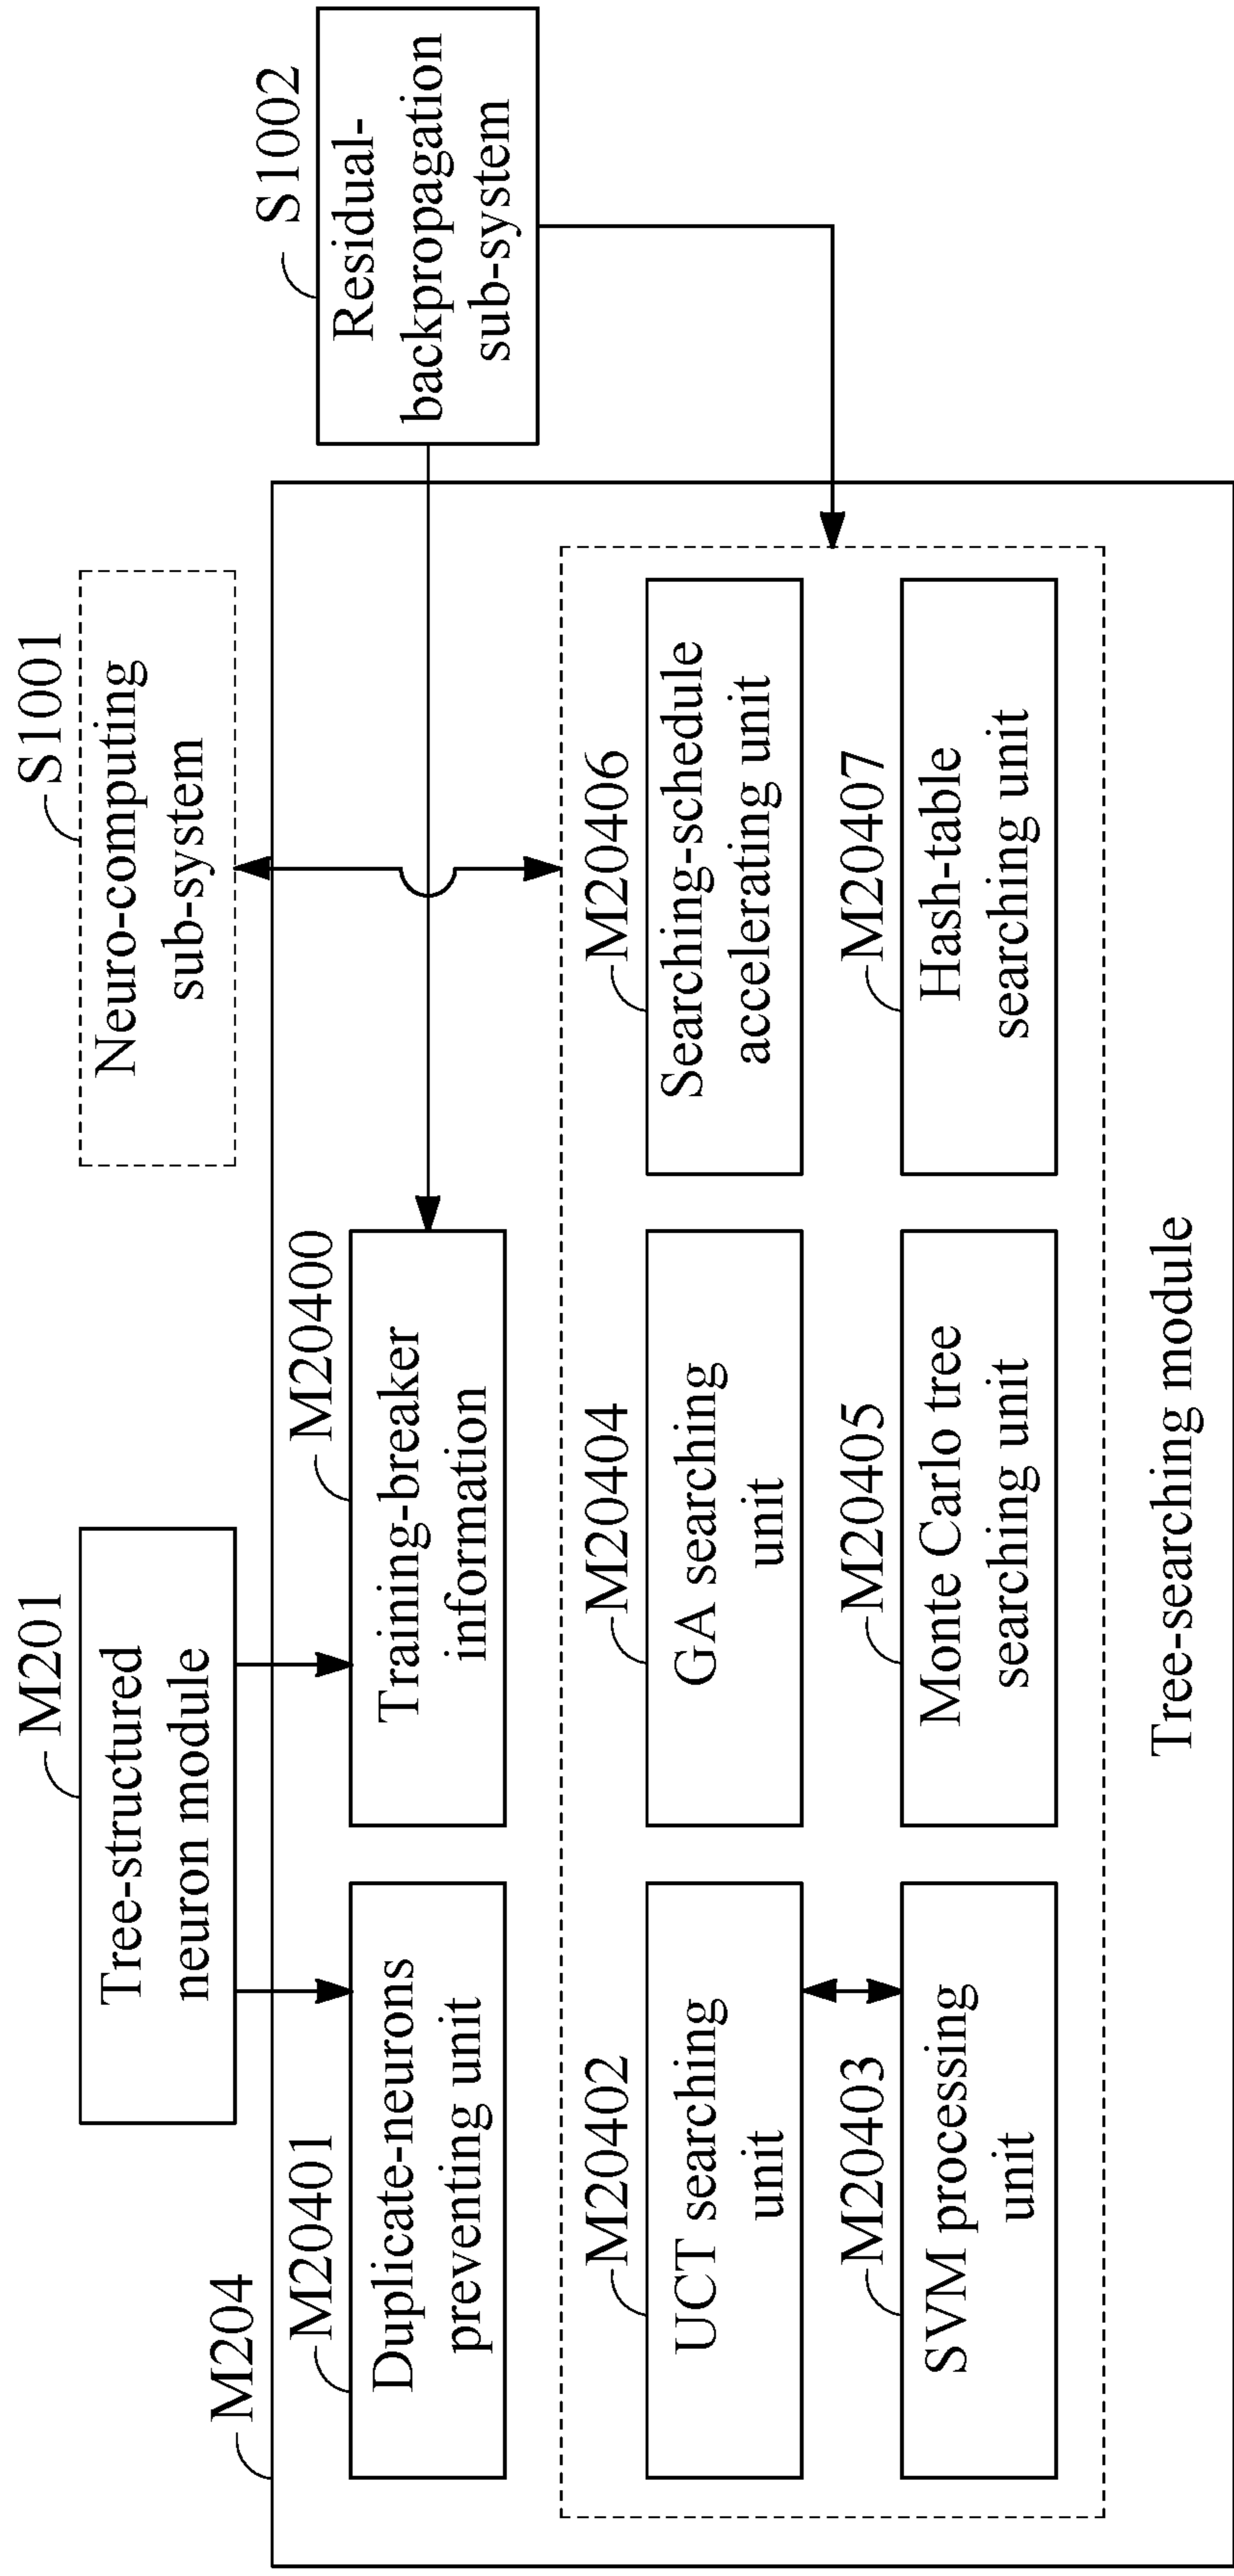 M201
Tree-structured
neuron module
S1001
Neuro-computing
sub-system
S1002
Residual-
backpropagation
sub-system
M204
M20401
Duplicate-neurons
preventing unit
M20400
Training-breaker
information
M20402
UCT searching
unit
M20404
GA searching
unit
M20406
Searching-schedule
accelerating unit
M20403
SVM processing
unit
M20405
Monte Carlo tree
searching unit
M20407
Hash-table
searching unit
Tree-searching module